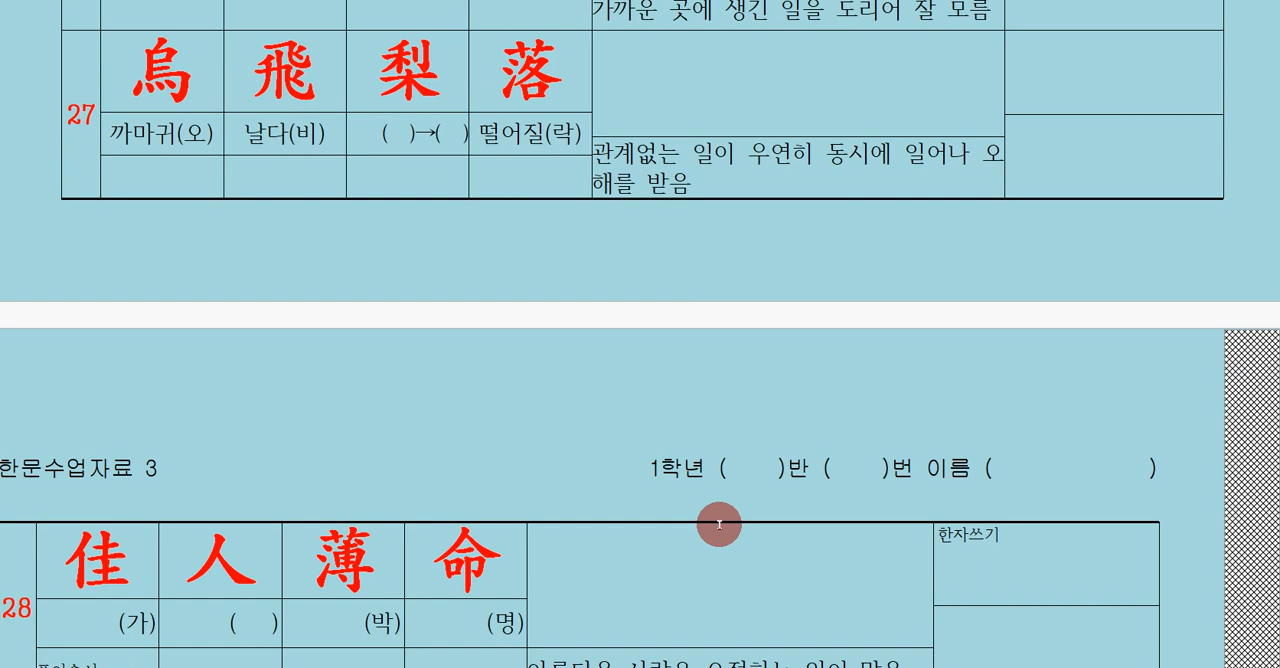 가까운 곳에 생긴 일을 도리어 잘 모름
27
烏 飛 梨 落
까마귀(오) 날다(비) ( )→( ) 떨어질(락)
관계없는 일이 우연히 동시에 일어나 오
해를 받음
한문수업자료 3
1학년 ( )반 ( )번 이름 ( )
28
佳 人 薄 命
한자쓰기
(가) ( ) (박) (명)